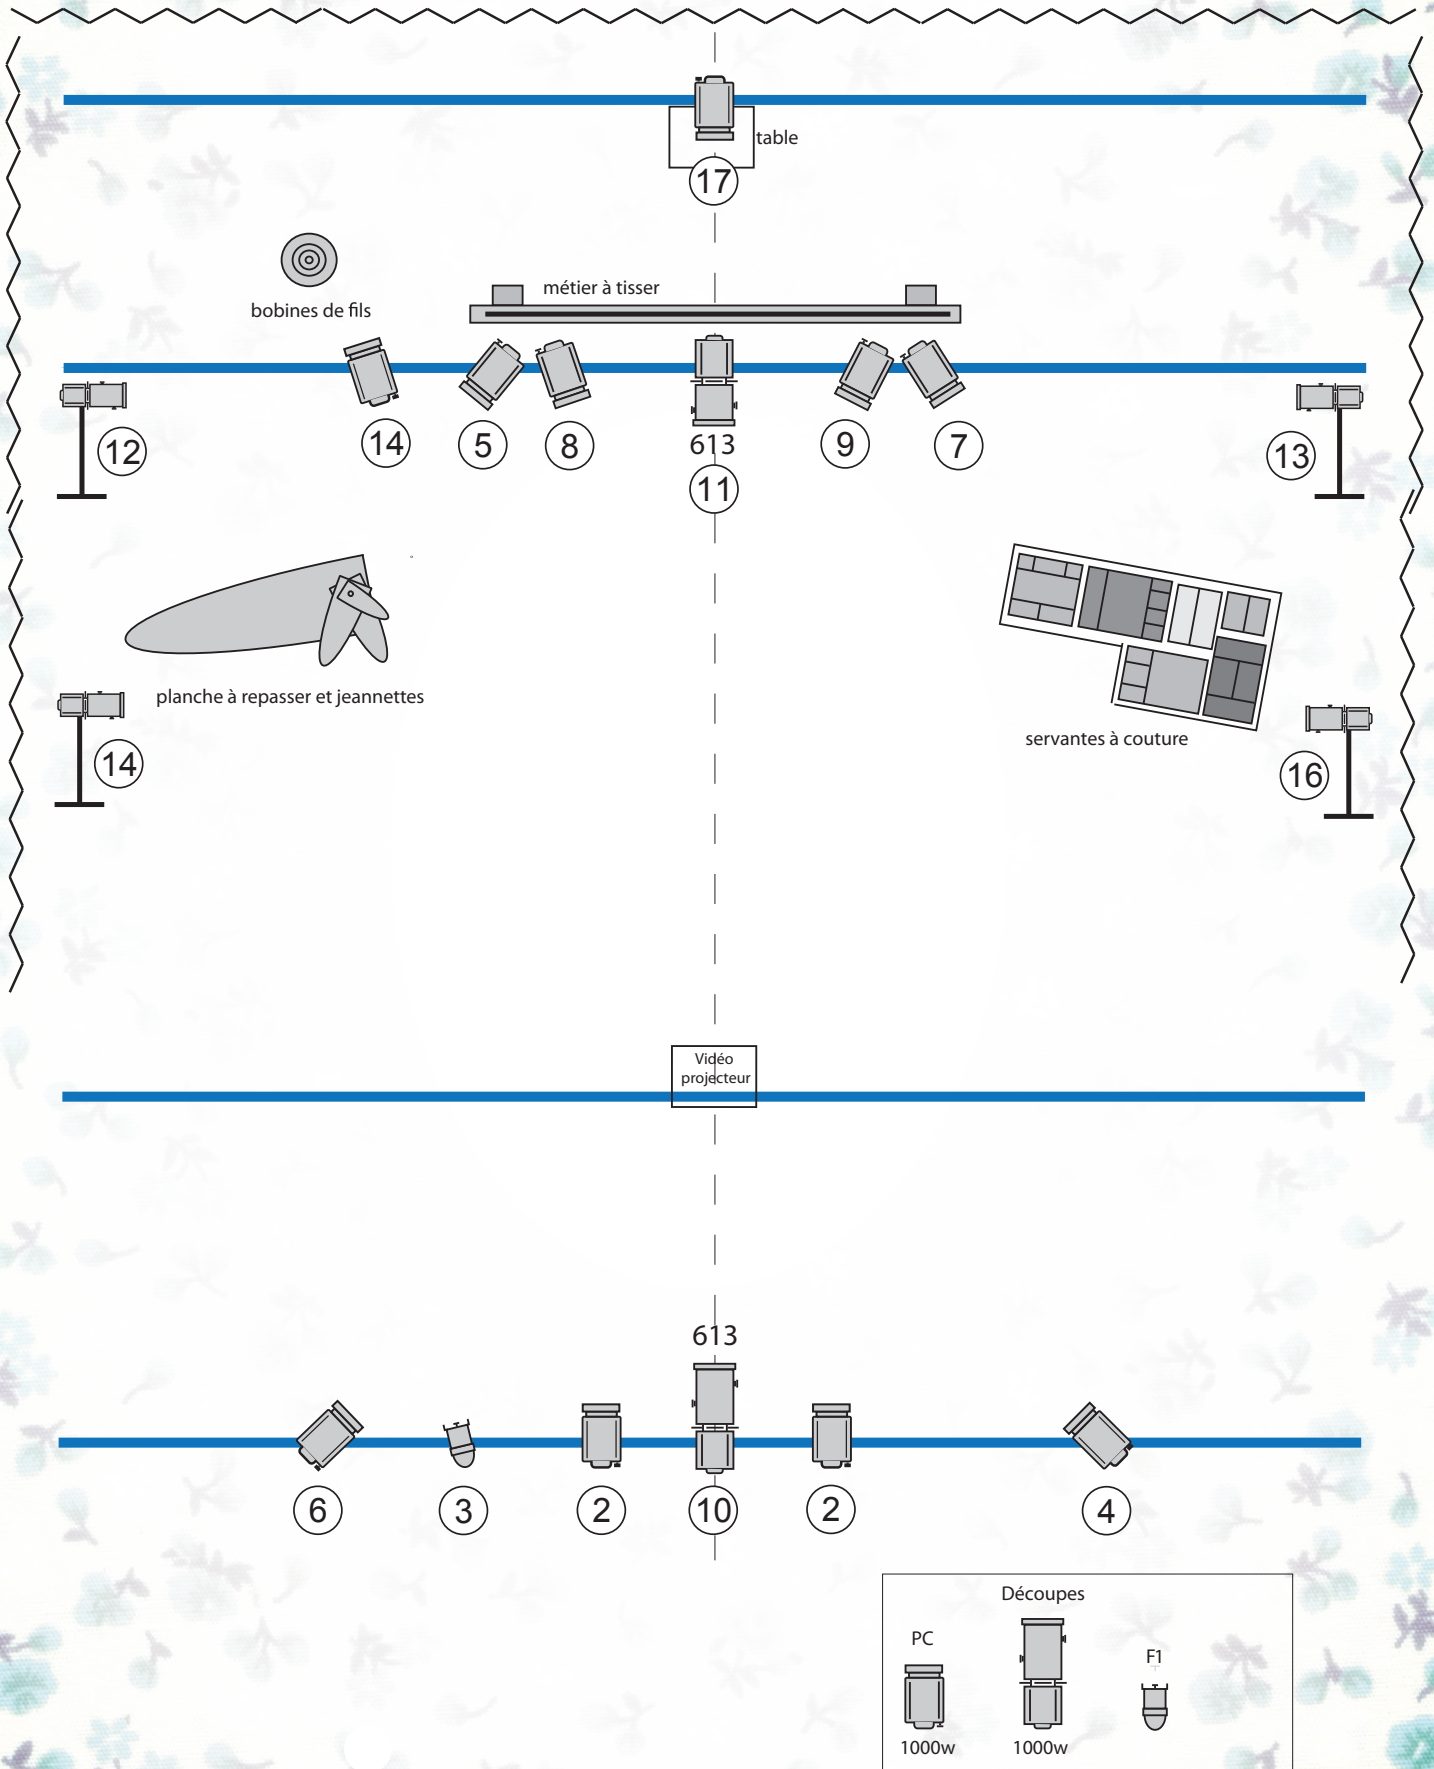 table
17
métier à tisser
bobines de fils
12
14
5
8
613
11
9
7
13
planche à repasser et jeannettes
14
servantes à couture
16
Vidéo
projecteur
613
6
3
2
10
2
4
Découpes
PC
F1
1000w
1000w